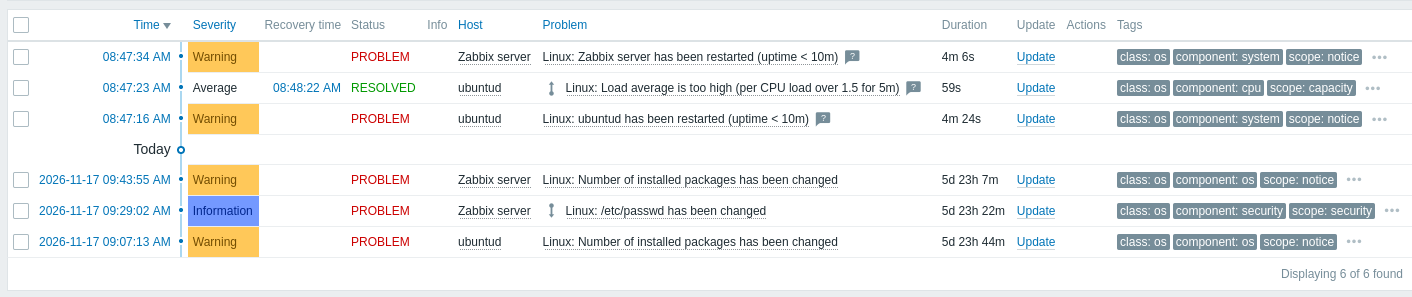 Time Severity Recovery time Status Info Host Problem Duration Update Actions Tags
08:47:34 AM Warning PROBLEM Zabbix server Linux: Zabbix server has been restarted (uptime < 10m) ? 4m 6s Update class: os component: system scope: notice •••
08:47:23 AM Average 08:48:22 AM RESOLVED ubuntud Linux: Load average is too high (per CPU load over 1.5 for 5m) ? 59s Update class: os component: cpu scope: capacity •••
08:47:16 AM Warning PROBLEM ubuntud Linux: ubuntud has been restarted (uptime < 10m) ? 4m 24s Update class: os component: system scope: notice •••
Today
2026-11-17 09:43:55 AM Warning PROBLEM Zabbix server Linux: Number of installed packages has been changed 5d 23h 7m Update class: os component: os scope: notice •••
2026-11-17 09:29:02 AM Information PROBLEM Zabbix server Linux: /etc/passwd has been changed 5d 23h 22m Update class: os component: security scope: security •••
2026-11-17 09:07:13 AM Warning PROBLEM ubuntud Linux: Number of installed packages has been changed 5d 23h 44m Update class: os component: os scope: notice •••
Displaying 6 of 6 found